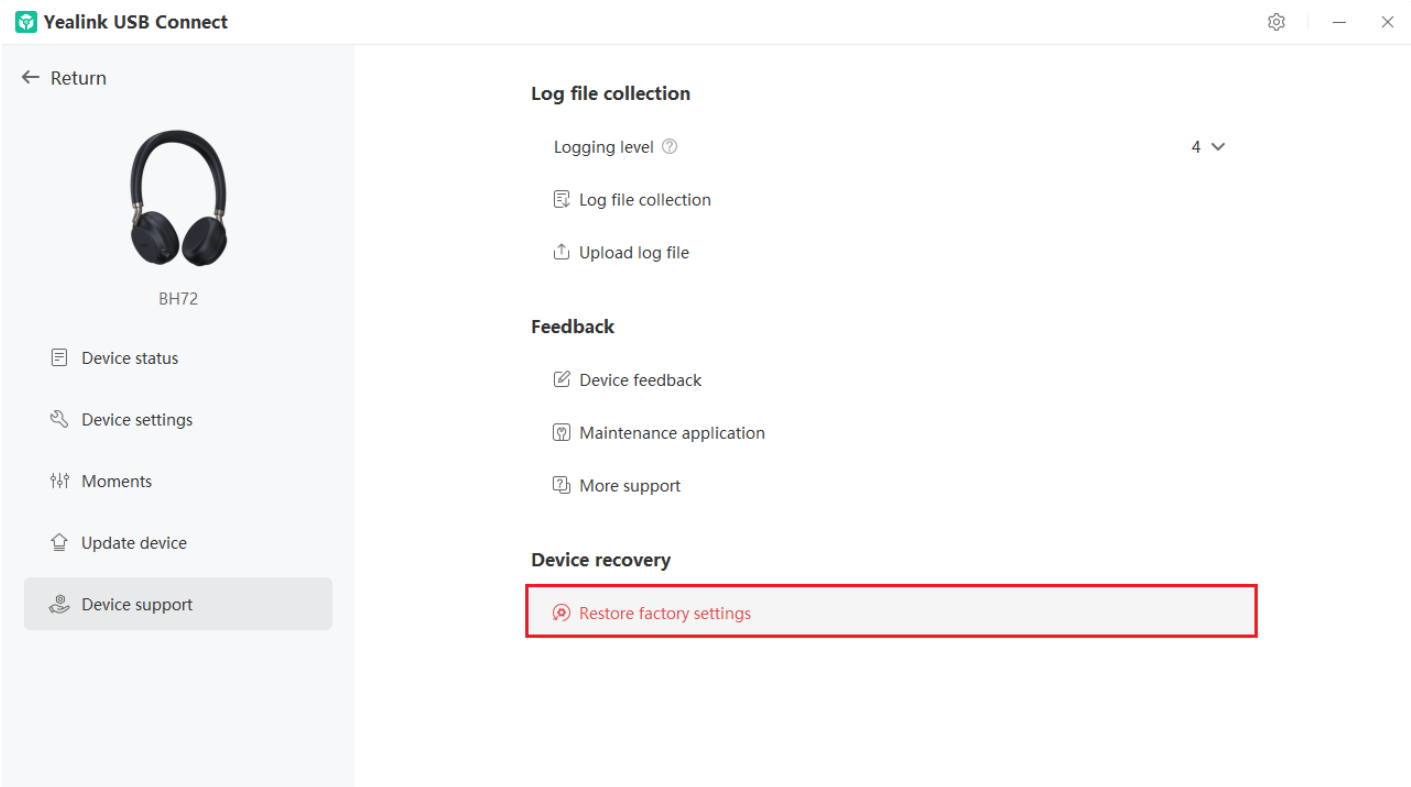 Yealink USB Connect
Return
BH72
Device status
Device settings
Moments
Update device
Device support
Log file collection
Logging level
4
Log file collection
Upload log file
Feedback
Device feedback
Maintenance application
More support
Device recovery
Restore factory settings